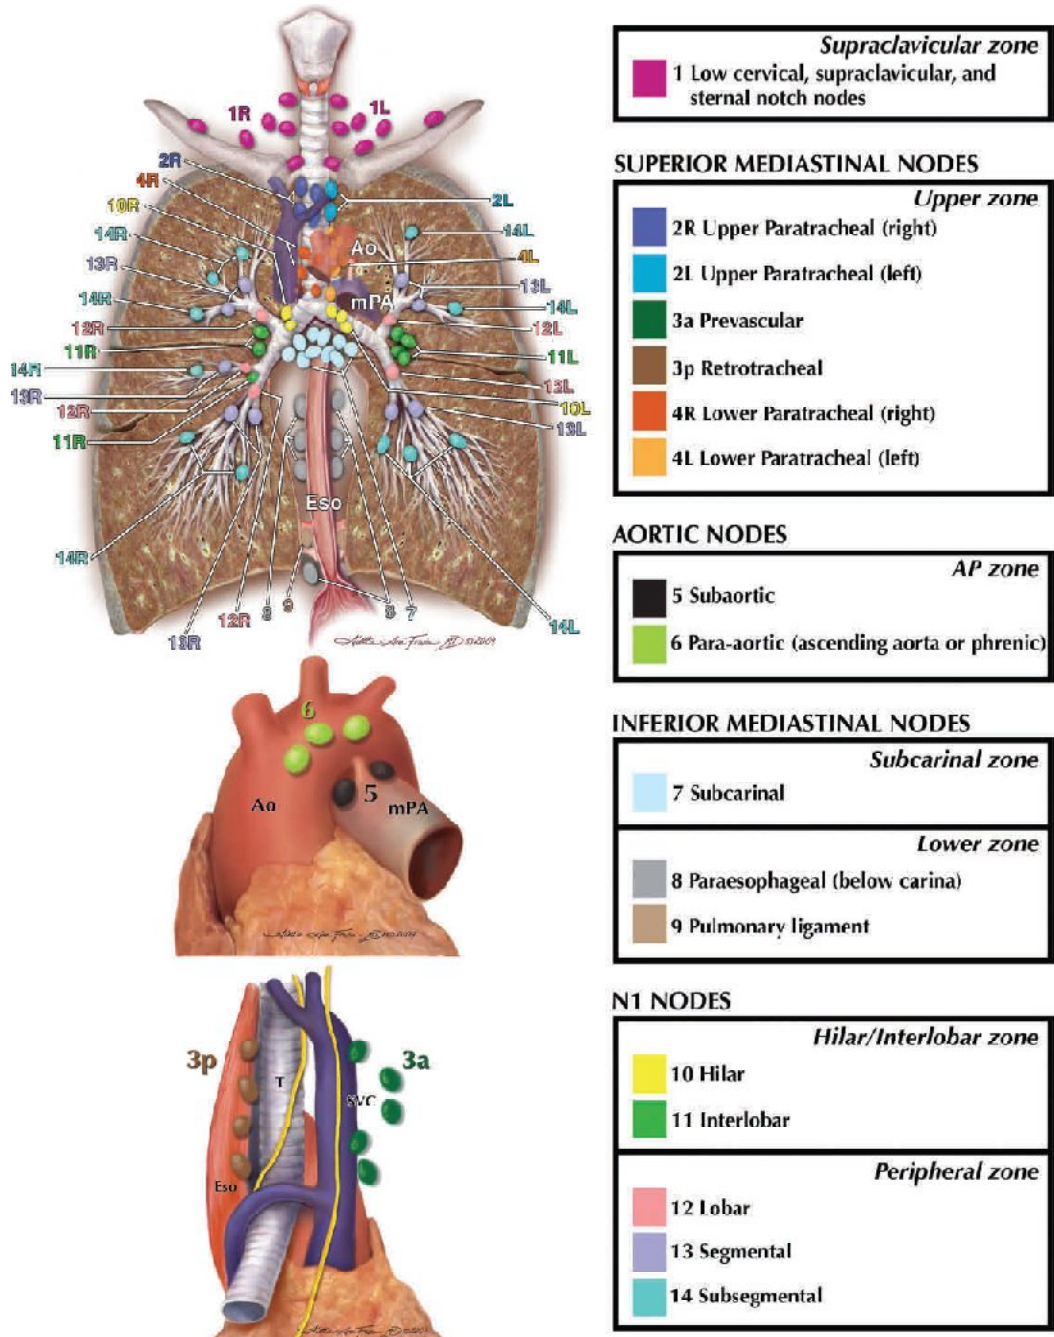 1R
1L
2R
4R
10R
14R
13R
14R
12R
11R
14R
13R
12R
11R
14R
13R
12R
8
9
8
7
14L
2L
14L
4L
13L
14L
12L
11L
12L
10L
13L
Ao
mPA
Eso
6
5
Ao
mPA
3p
3a
T
SVC
Eso
Supraclavicular zone
1 Low cervical, supraclavicular, and
sternal notch nodes
SUPERIOR MEDIASTINAL NODES
Upper zone
2R Upper Paratracheal (right)
2L Upper Paratracheal (left)
3a Prevascular
3p Retrotracheal
4R Lower Paratracheal (right)
4L Lower Paratracheal (left)
AORTIC NODES
AP zone
5 Subaortic
6 Para-aortic (ascending aorta or phrenic)
INFERIOR MEDIASTINAL NODES
Subcarinal zone
7 Subcarinal
Lower zone
8 Paraesophageal (below carina)
9 Pulmonary ligament
N1 NODES
Hilar/Interlobar zone
10 Hilar
11 Interlobar
Peripheral zone
12 Lobar
13 Segmental
14 Subsegmental